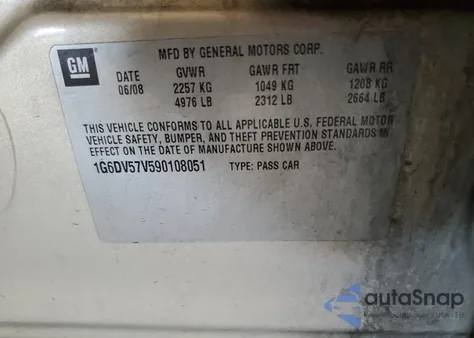 GM
MFD BY GENERAL MOTORS CORP.
DATE GVWR GAWR FRT GAWR RR
06/08 2257 KG 1049 KG 1208 KG
4976 LB 2312 LB 2664 LB
THIS VEHICLE CONFORMS TO ALL APPLICABLE U.S. FEDERAL MOTOR
VEHICLE SAFETY, BUMPER, AND THEFT PREVENTION STANDARDS IN
EFFECT ON THE DATE OF MANUFACTURE SHOWN ABOVE.
1G6DV57V590108051 TYPE: PASS CAR
autoSnap